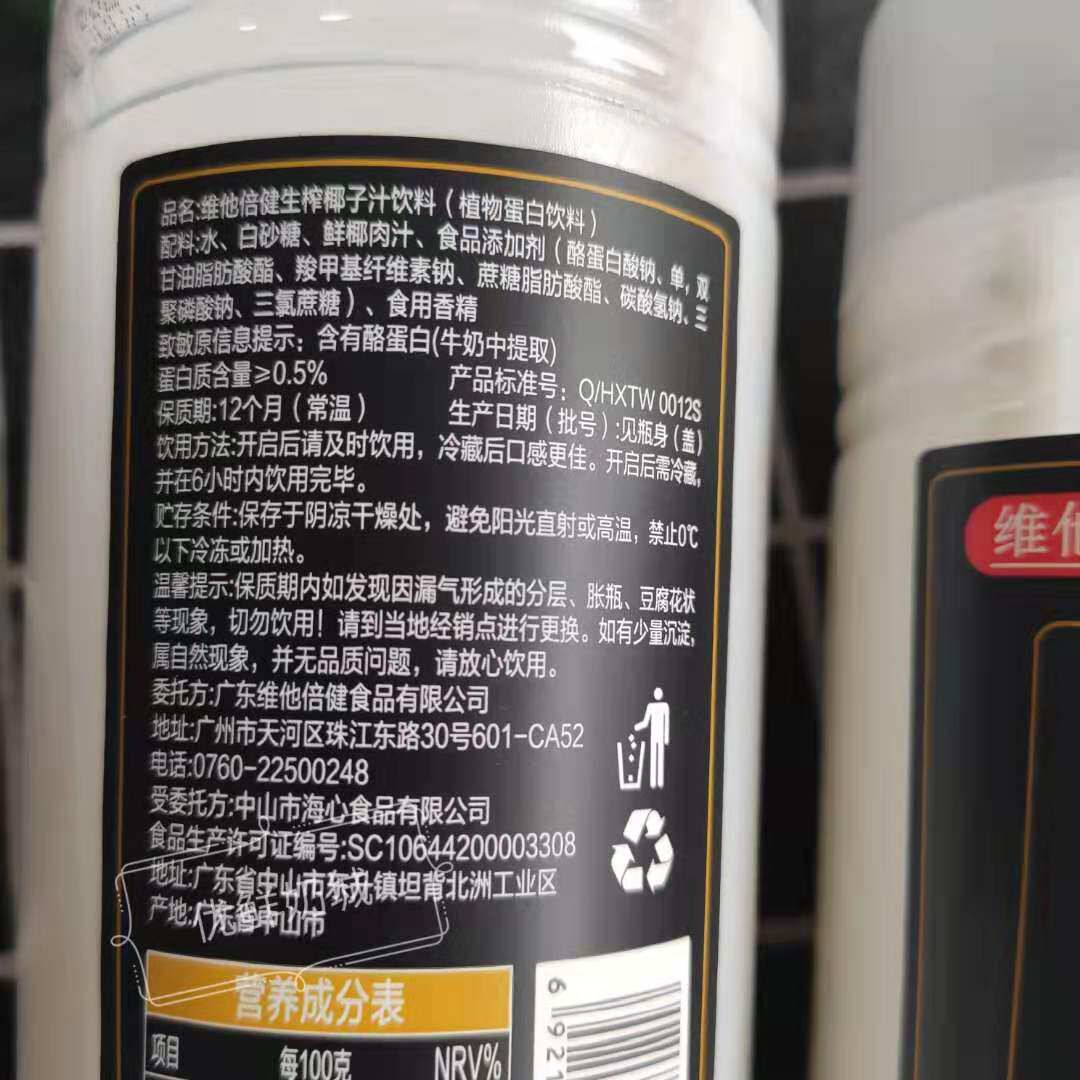 品名:维他倍健生榨椰子汁饮料（植物蛋白饮料）
配料:水、白砂糖、鲜椰肉汁、食品添加剂（酪蛋白酸钠、单，双
甘油脂肪酸酯、羧甲基纤维素钠、蔗糖脂肪酸酯、碳酸氢钠、三
聚磷酸钠、三氯蔗糖）、食用香精
致敏原信息提示：含有酪蛋白(牛奶中提取)
蛋白质含量≥0.5% 产品标准号：Q/HXTW 0012S
保质期:12个月（常温） 生产日期（批号）:见瓶身（盖）
饮用方法:开启后请及时饮用，冷藏后口感更佳。开启后需冷藏，
并在6小时内饮用完毕。
贮存条件:保存于阴凉干燥处，避免阳光直射或高温，禁止0℃
以下冷冻或加热。
温馨提示:保质期内如发现因漏气形成的分层、胀瓶、豆腐花状
等现象，切勿饮用！请到当地经销点进行更换。如有少量沉淀，
属自然现象，并无品质问题，请放心饮用。
委托方:广东维他倍健食品有限公司
地址:广州市天河区珠江东路30号601-CA52
电话:0760-22500248
受委托方:中山市海心食品有限公司
食品生产许可证编号:SC10644200003308
地址:广东省中山市东升镇坦背北洲工业区
产地:广东省中山市
营养成分表
项目 每100克 NRV%
6 921
维他